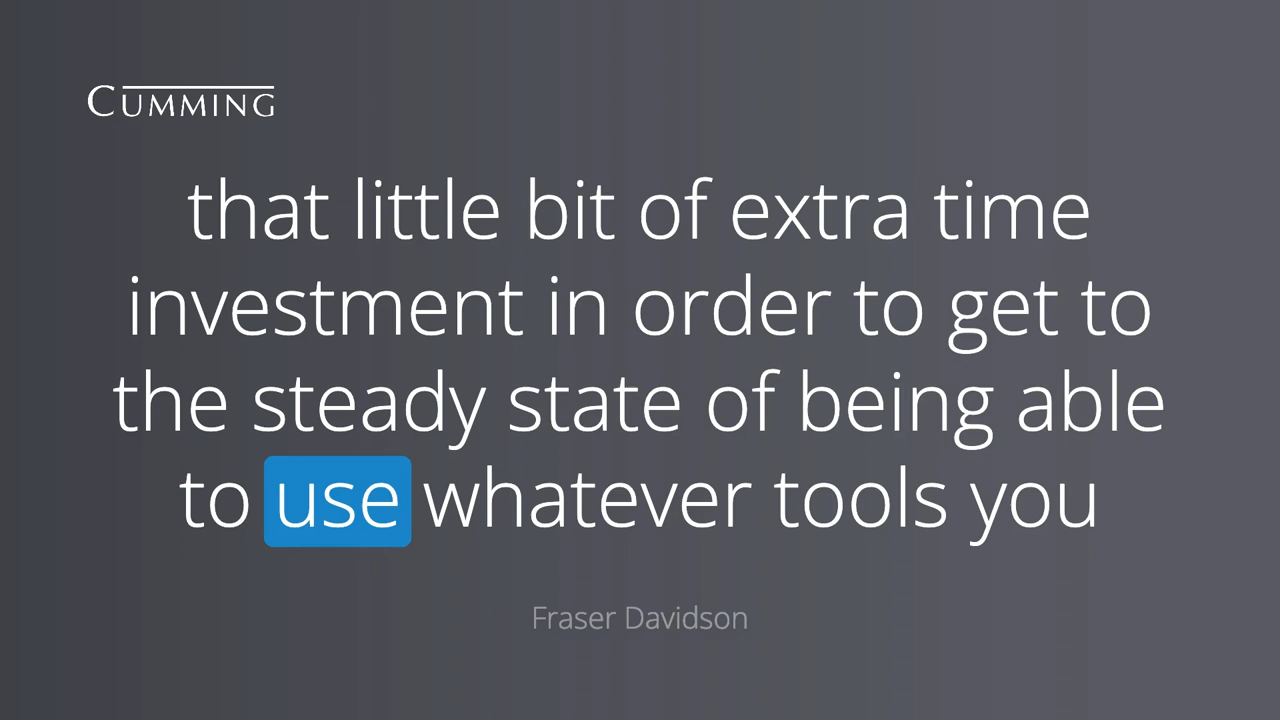 CUMMING
that little bit of extra time
investment in order to get to
the steady state of being able
to use whatever tools you
Fraser Davidson